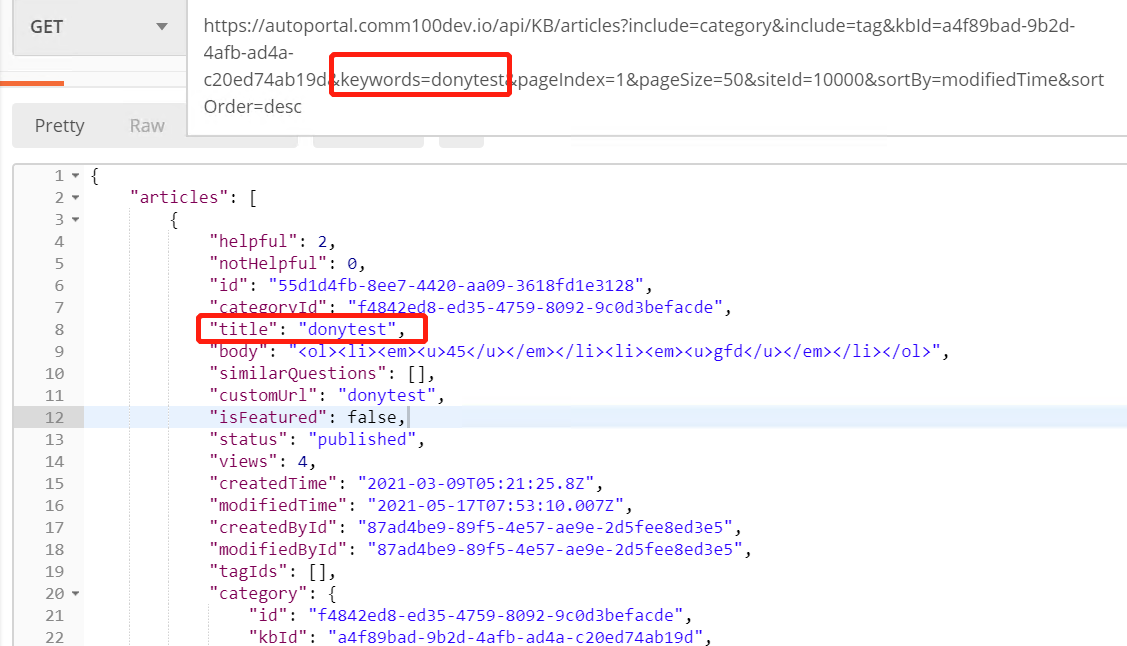 GET
https://autoportal.comm100dev.io/api/KB/articles?include=category&include=tag&kbId=a4f89bad-9b2d-
4afb-ad4a-
c20ed74ab19d&keywords=donytest&pageIndex=1&pageSize=50&siteId=10000&sortBy=modifiedTime&sort
Order=desc
Pretty Raw
1 {
2 "articles": [
3 {
4 "helpful": 2,
5 "notHelpful": 0,
6 "id": "55d1d4fb-8ee7-4420-aa09-3618fd1e3128",
7 "categoryId": "f4842ed8-ed35-4759-8092-9c0d3befacde",
8 "title": "donytest",
9 "body": "<ol><li><em><u>45</u></em></li><li><em><u>gfd</u></em></li></ol>",
10 "similarQuestions": [],
11 "customUrl": "donytest",
12 "isFeatured": false,
13 "status": "published",
14 "views": 4,
15 "createdTime": "2021-03-09T05:21:25.8Z",
16 "modifiedTime": "2021-05-17T07:53:10.007Z",
17 "createdById": "87ad4be9-89f5-4e57-ae9e-2d5fee8ed3e5",
18 "modifiedById": "87ad4be9-89f5-4e57-ae9e-2d5fee8ed3e5",
19 "tagIds": [],
20 "category": {
21 "id": "f4842ed8-ed35-4759-8092-9c0d3befacde",
22 "kbId": "a4f89bad-9b2d-4afb-ad4a-c20ed74ab19d",